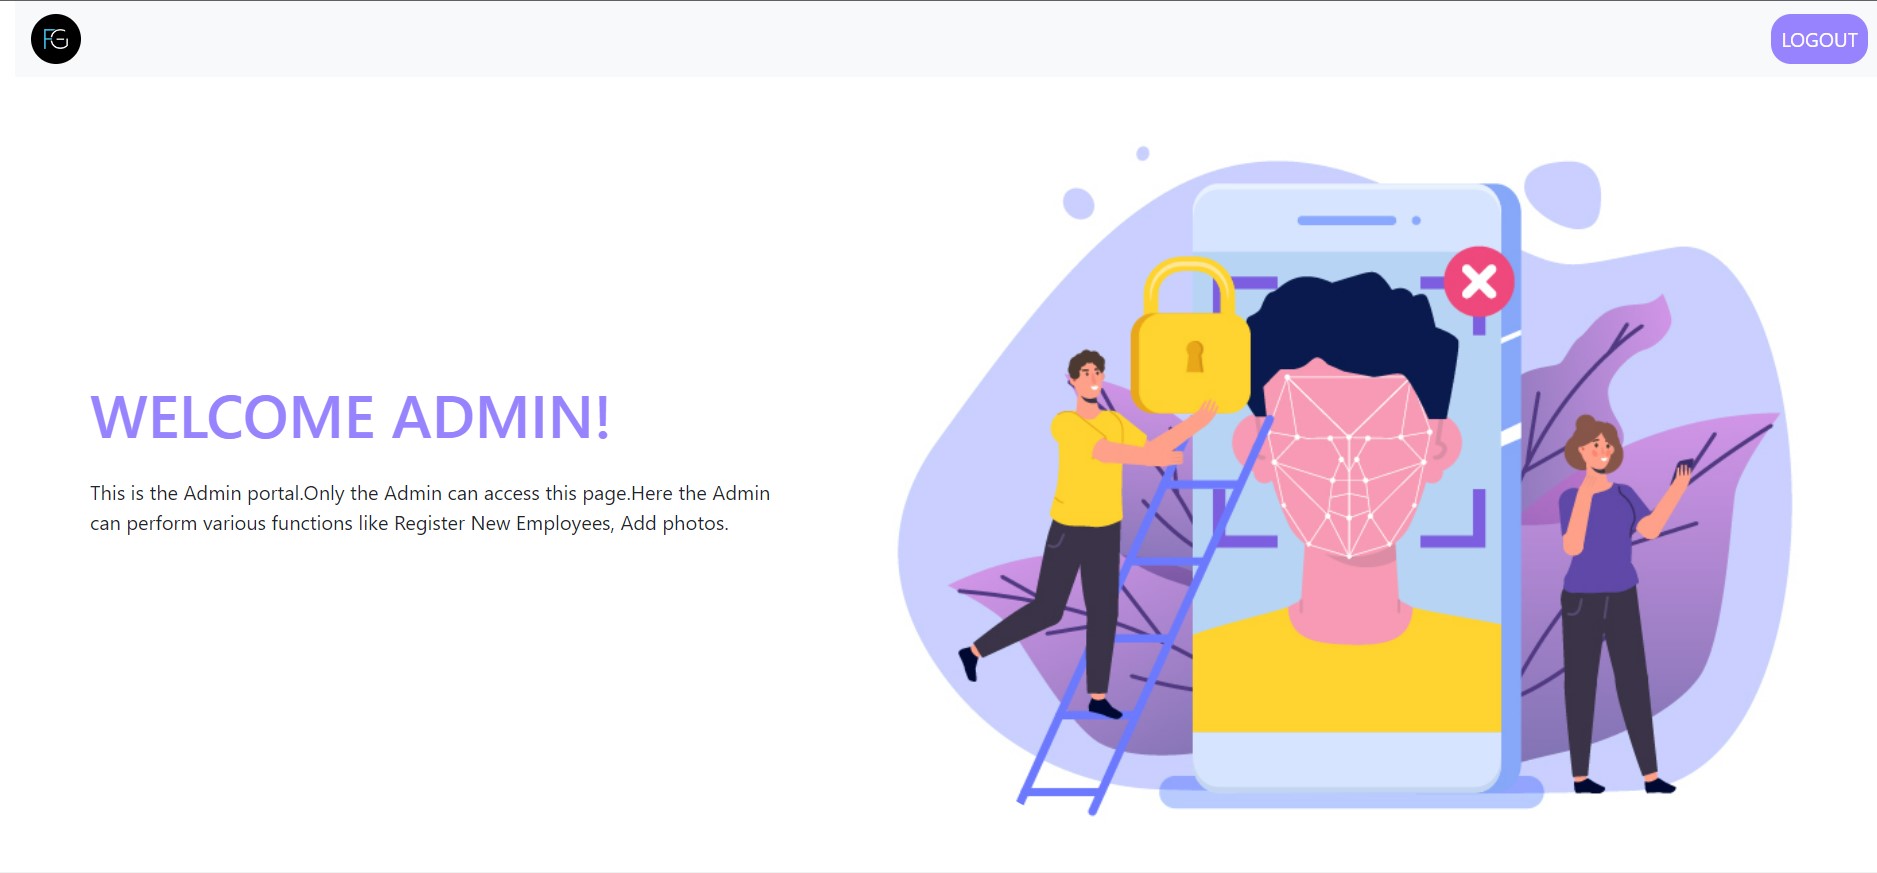 FG
LOGOUT
WELCOME ADMIN!
This is the Admin portal.Only the Admin can access this page.Here the Admin
can perform various functions like Register New Employees, Add photos.